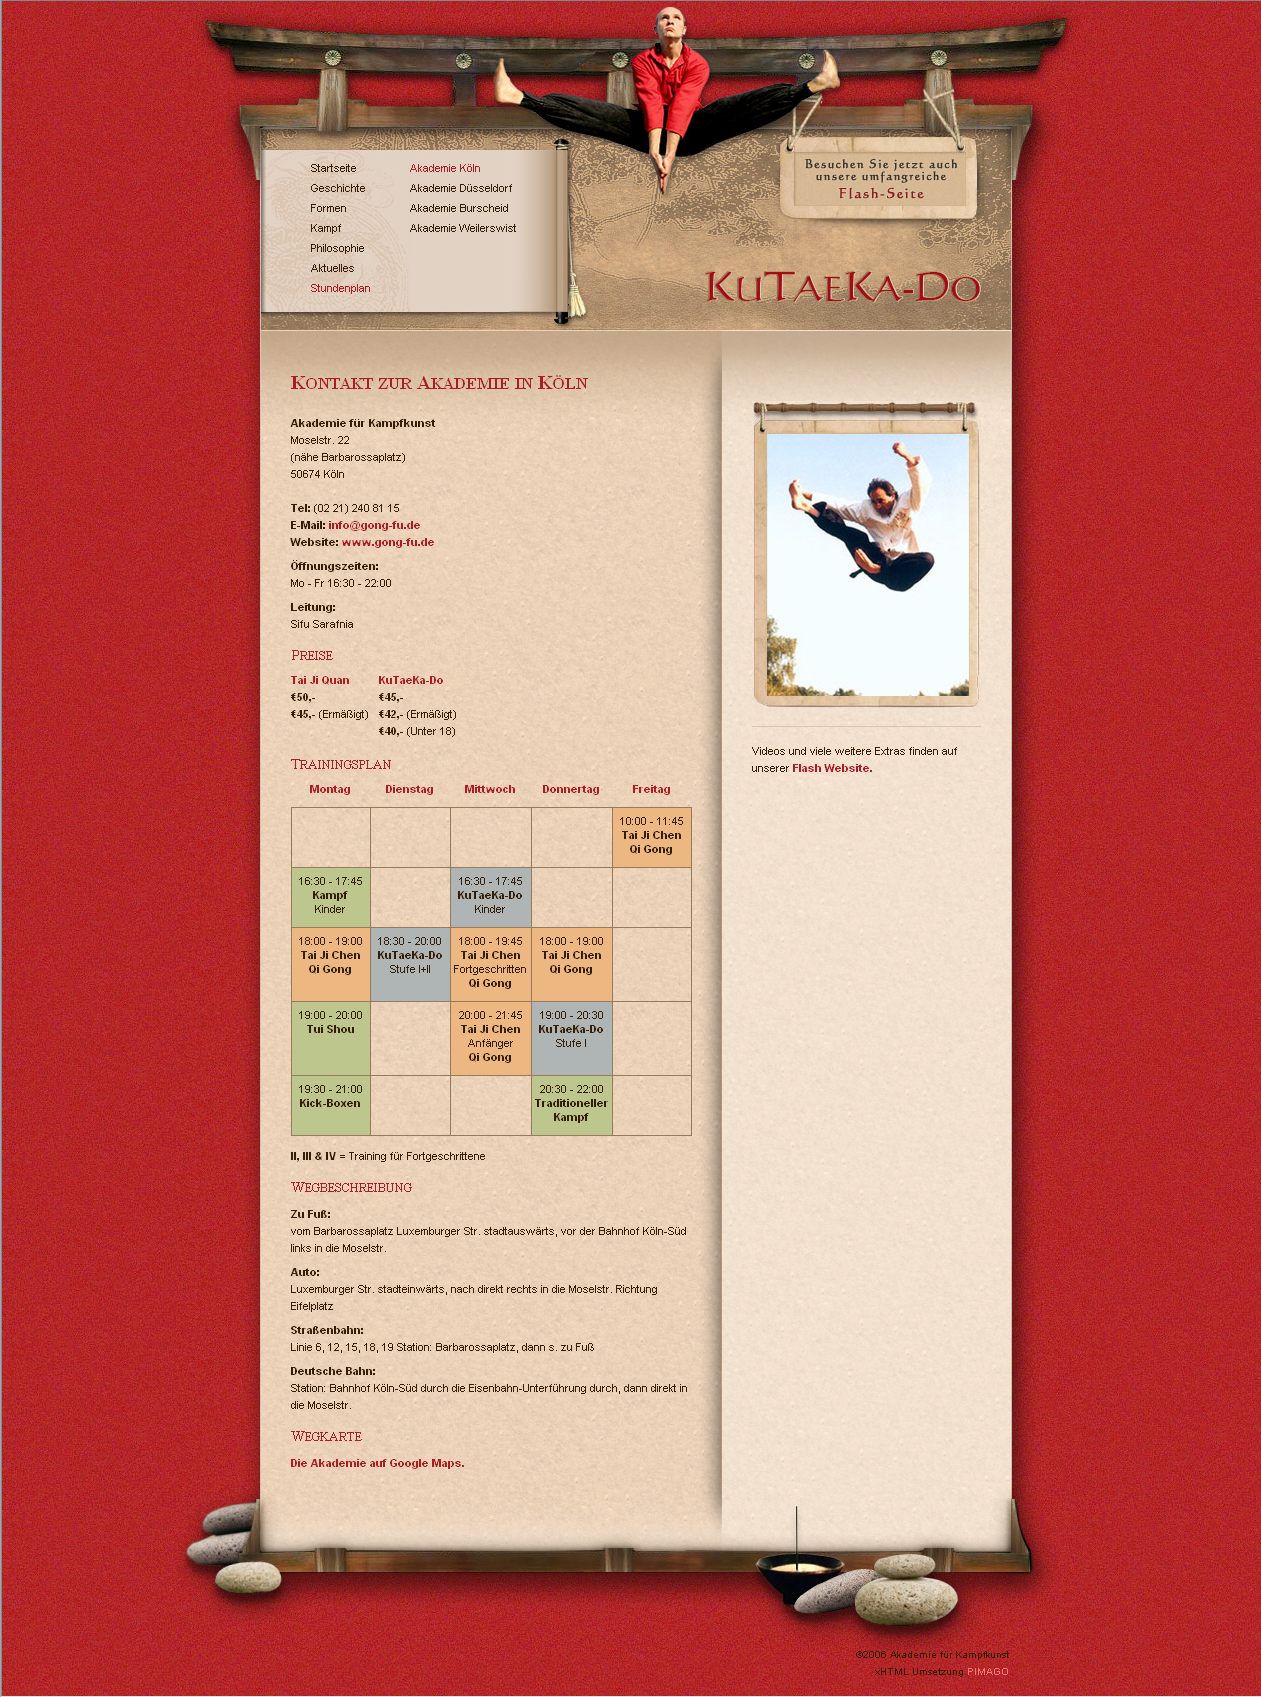 Besuchen Sie jetzt auch
unsere umfangreiche
Flash-Seite
Startseite
Geschichte
Formen
Kampf
Philosophie
Aktuelles
Stundenplan
Akademie Köln
Akademie Düsseldorf
Akademie Burscheid
Akademie Weilerswist
KuTaeKa-Do
Kontakt zur Akademie in Köln
Akademie für Kampfkunst
Moselstr. 22
(nähe Barbarossaplatz)
50674 Köln
Tel: (02 21) 240 81 15
E-Mail: info@gong-fu.de
Website: www.gong-fu.de
Öffnungszeiten:
Mo - Fr 16:30 - 22:00
Leitung:
Sifu Sarafnia
Preise
Tai Ji Quan KuTaeKa-Do
€50,- €45,-
€45,- (Ermäßigt) €42,- (Ermäßigt)
€40,- (Unter 18)
Trainingsplan
Montag Dienstag Mittwoch Donnertag Freitag
10:00 - 11:45
Tai Ji Chen
Qi Gong
16:30 - 17:45
Kampf
Kinder
16:30 - 17:45
KuTaeKa-Do
Kinder
18:00 - 19:00
Tai Ji Chen
Qi Gong
18:30 - 20:00
KuTaeKa-Do
Stufe I+II
18:00 - 19:45
Tai Ji Chen
Fortgeschritten
Qi Gong
18:00 - 19:00
Tai Ji Chen
Qi Gong
19:00 - 20:00
Tui Shou
20:00 - 21:45
Tai Ji Chen
Anfänger
Qi Gong
19:00 - 20:30
KuTaeKa-Do
Stufe I
19:30 - 21:00
Kick-Boxen
20:30 - 22:00
Traditioneller
Kampf
II, III & IV = Training für Fortgeschrittene
Wegbeschreibung
Zu Fuß:
vom Barbarossaplatz Luxemburger Str. stadtauswärts, vor der Bahnhof Köln-Süd
links in die Moselstr.
Auto:
Luxemburger Str. stadteinwärts, nach direkt rechts in die Moselstr. Richtung
Eifelplatz
Straßenbahn:
Linie 6, 12, 15, 18, 19 Station: Barbarossaplatz, dann s. zu Fuß
Deutsche Bahn:
Station: Bahnhof Köln-Süd durch die Eisenbahn-Unterführung durch, dann direkt in
die Moselstr.
Wegkarte
Die Akademie auf Google Maps.
Videos und viele weitere Extras finden auf
unserer Flash Website.
©2006 Akademie für Kampfkunst
xHTML Umsetzung PIMAGO